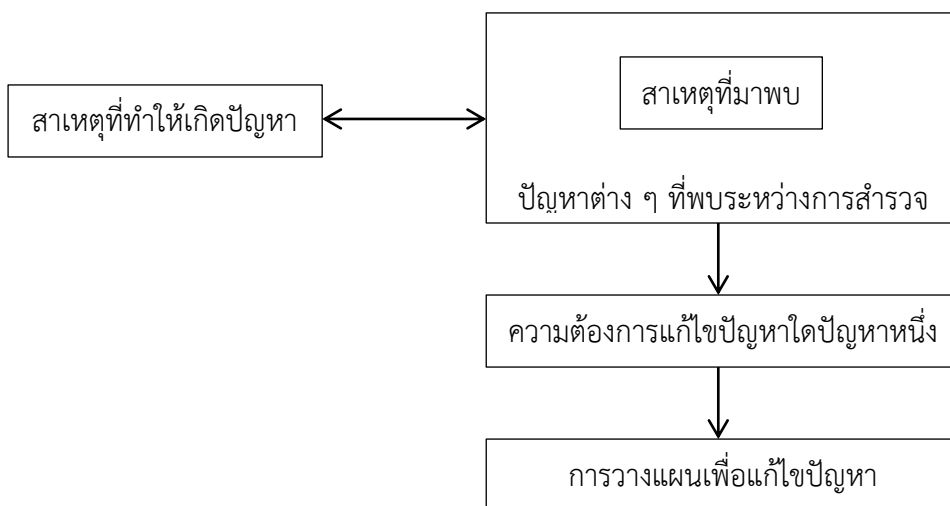 สาเหตุที่มาพบ
สาเหตุที่ทำให้เกิดปัญหา
ปัญหาต่าง ๆ ที่พบระหว่างการสำรวจ
ความต้องการแก้ไขปัญหาใดปัญหาหนึ่ง
การวางแผนเพื่อแก้ไขปัญหา